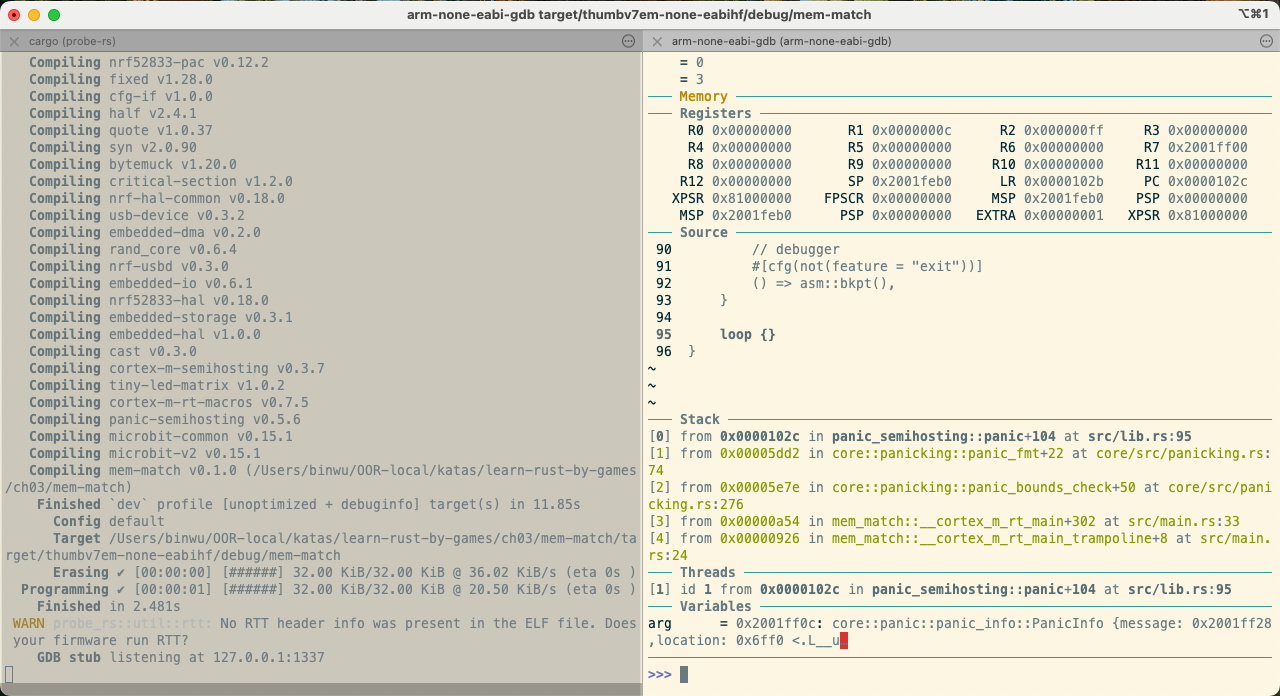 arm-none-eabi-gdb target/thumbv7em-none-eabihf/debug/mem-match
⌥⌘1
cargo (probe-rs)
Compiling nrf52833-pac v0.12.2
Compiling fixed v1.28.0
Compiling cfg-if v1.0.0
Compiling half v2.4.1
Compiling quote v1.0.37
Compiling syn v2.0.90
Compiling bytemuck v1.20.0
Compiling critical-section v1.2.0
Compiling nrf-hal-common v0.18.0
Compiling usb-device v0.3.2
Compiling embedded-dma v0.2.0
Compiling rand_core v0.6.4
Compiling nrf-usbd v0.3.0
Compiling embedded-io v0.6.1
Compiling nrf52833-hal v0.18.0
Compiling embedded-storage v0.3.1
Compiling embedded-hal v1.0.0
Compiling cast v0.3.0
Compiling cortex-m-semihosting v0.3.7
Compiling tiny-led-matrix v1.0.2
Compiling cortex-m-rt-macros v0.7.5
Compiling panic-semihosting v0.5.6
Compiling microbit-common v0.15.1
Compiling microbit-v2 v0.15.1
Compiling mem-match v0.1.0 (/Users/binwu/OOR-local/katas/learn-rust-by-games
/ch03/mem-match)
Finished `dev` profile [unoptimized + debuginfo] target(s) in 11.85s
Config default
Target /Users/binwu/OOR-local/katas/learn-rust-by-games/ch03/mem-match/ta
rget/thumbv7em-none-eabihf/debug/mem-match
Erasing ✔ [00:00:00] [######] 32.00 KiB/32.00 KiB @ 36.02 KiB/s (eta 0s )
Programming ✔ [00:00:01] [######] 32.00 KiB/32.00 KiB @ 20.50 KiB/s (eta 0s )
Finished in 2.481s
WARN probe_rs::util::rtt: No RTT header info was present in the ELF file. Does
your firmware run RTT?
GDB stub listening at 127.0.0.1:1337
arm-none-eabi-gdb (arm-none-eabi-gdb)
= 0
= 3
Memory
Registers
R0 0x00000000 R1 0x0000000c R2 0x000000ff R3 0x00000000
R4 0x00000000 R5 0x00000000 R6 0x00000000 R7 0x2001ff00
R8 0x00000000 R9 0x00000000 R10 0x00000000 R11 0x00000000
R12 0x00000000 SP 0x2001feb0 LR 0x0000102b PC 0x0000102c
XPSR 0x81000000 FPSCR 0x00000000 MSP 0x2001feb0 PSP 0x00000000
MSP 0x2001feb0 PSP 0x00000000 EXTRA 0x00000001 XPSR 0x81000000
Source
90 // debugger
91 #[cfg(not(feature = "exit"))]
92 () => asm::bkpt(),
93 }
94
95 loop {}
96 }
~
~
~
Stack
[0] from 0x0000102c in panic_semihosting::panic+104 at src/lib.rs:95
[1] from 0x00005dd2 in core::panicking::panic_fmt+22 at core/src/panicking.rs:
74
[2] from 0x00005e7e in core::panicking::panic_bounds_check+50 at core/src/pani
cking.rs:276
[3] from 0x00000a54 in mem_match::__cortex_m_rt_main+302 at src/main.rs:33
[4] from 0x00000926 in mem_match::__cortex_m_rt_main_trampoline+8 at src/main.
rs:24
Threads
[1] id 1 from 0x0000102c in panic_semihosting::panic+104 at src/lib.rs:95
Variables
arg = 0x2001ff0c: core::panic::panic_info::PanicInfo {message: 0x2001ff28
,location: 0x6ff0 <.L__u
>>>